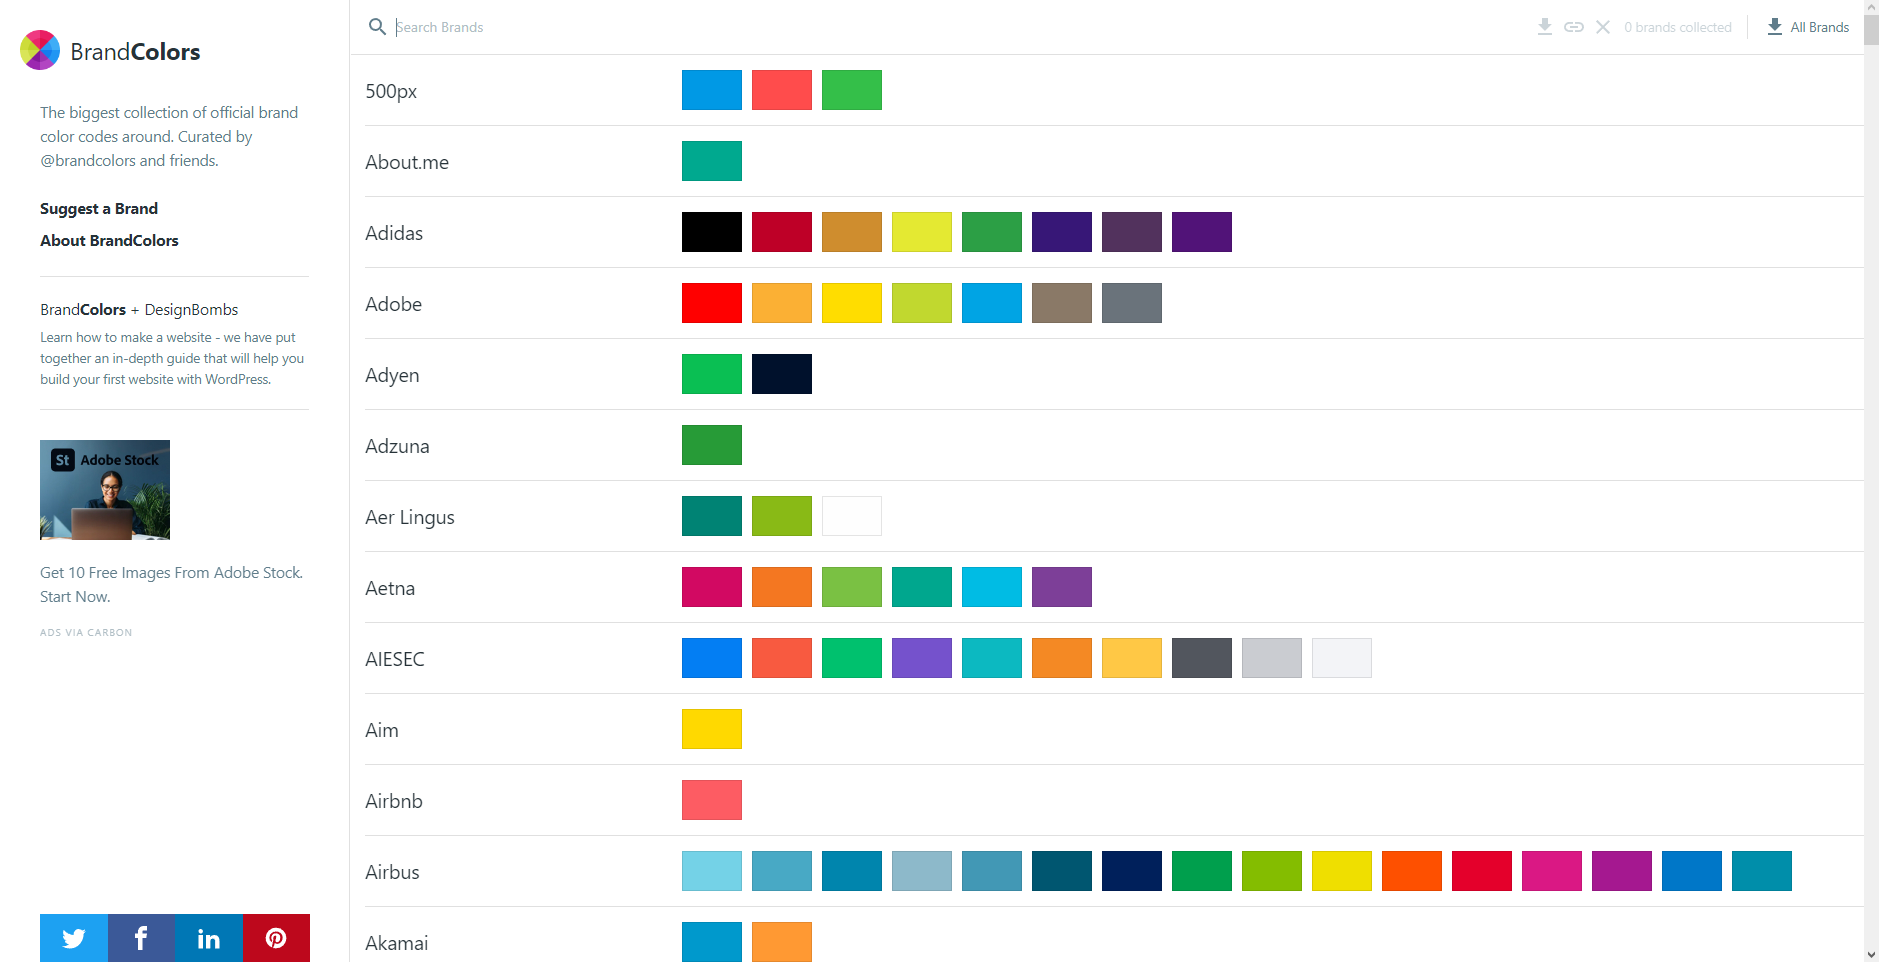 BrandColors
The biggest collection of official brand
color codes around. Curated by
@brandcolors and friends.
Suggest a Brand
About BrandColors
BrandColors + DesignBombs
Learn how to make a website - we have put
together an in-depth guide that will help you
build your first website with WordPress.
St Adobe Stock
Get 10 Free Images From Adobe Stock.
Start Now.
ADS VIA CARBON
Search Brands
0 brands collected
All Brands
500px
About.me
Adidas
Adobe
Adyen
Adzuna
Aer Lingus
Aetna
AIESEC
Aim
Airbnb
Airbus
Akamai